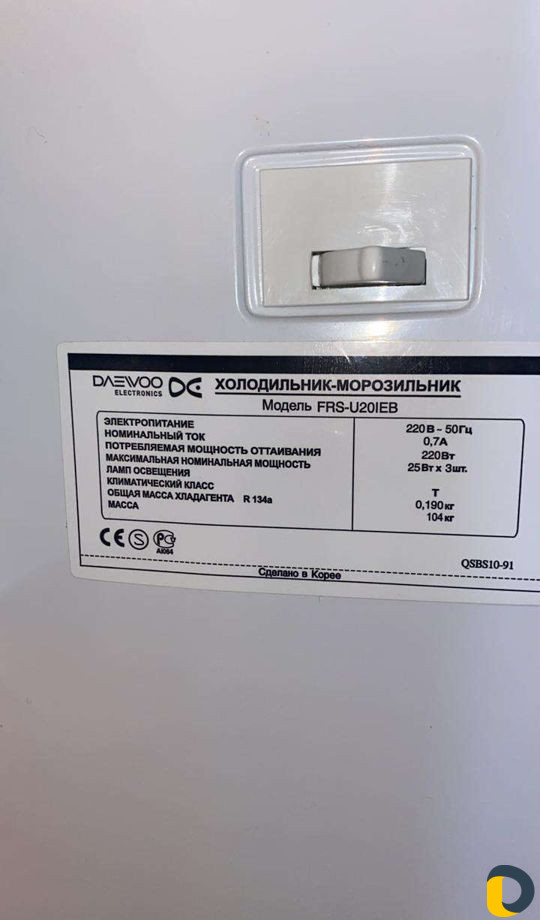 DAEWOO
ELECTRONICS
ХОЛОДИЛЬНИК-МОРОЗИЛЬНИК
Модель FRS-U20IEB
ЭЛЕКТРОПИТАНИЕ 220В ~ 50Гц
НОМИНАЛЬНЫЙ ТОК 0,7А
ПОТРЕБЛЯЕМАЯ МОЩНОСТЬ ОТТАИВАНИЯ 220Вт
МАКСИМАЛЬНАЯ НОМИНАЛЬНАЯ МОЩНОСТЬ 25Вт x 3шт.
ЛАМП ОСВЕЩЕНИЯ
КЛИМАТИЧЕСКИЙ КЛАСС Т
ОБЩАЯ МАССА ХЛАДАГЕНТА R 134a 0,190кг
МАССА 104кг
CE S РС
АЮ64
QSBS10-91
Сделано в Корее